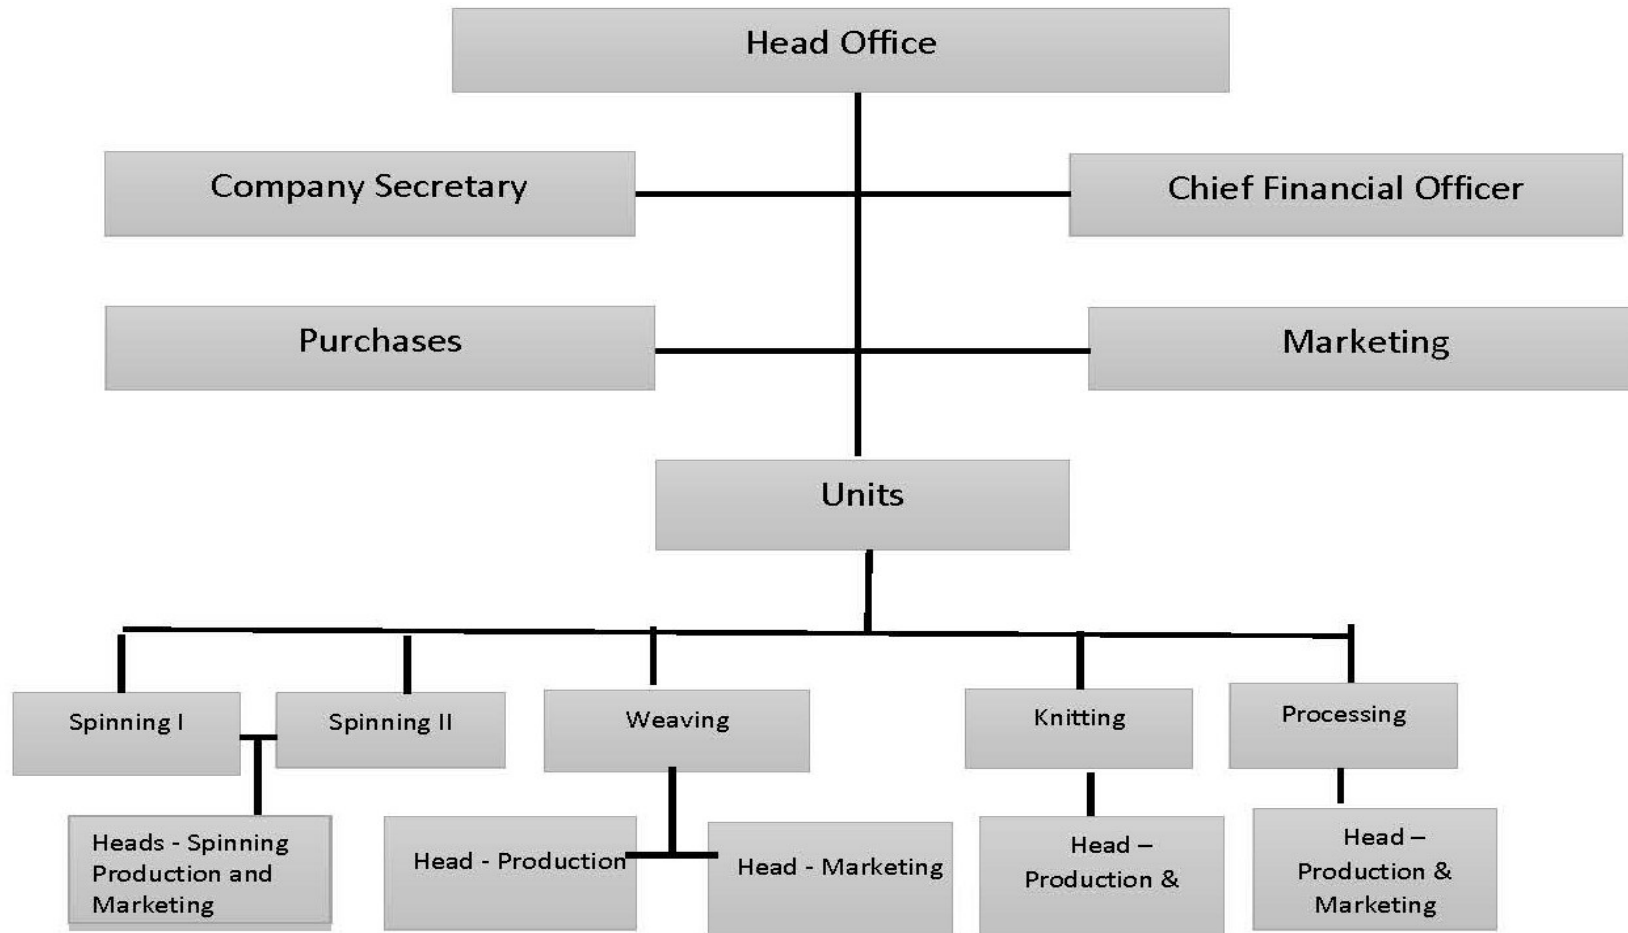 Head Office
Company Secretary
Chief Financial Officer
Purchases
Marketing
Units
Spinning I
Spinning II
Weaving
Knitting
Processing
Heads - Spinning
Production and
Marketing
Head - Production
Head - Marketing
Head –
Production &
Head –
Production &
Marketing